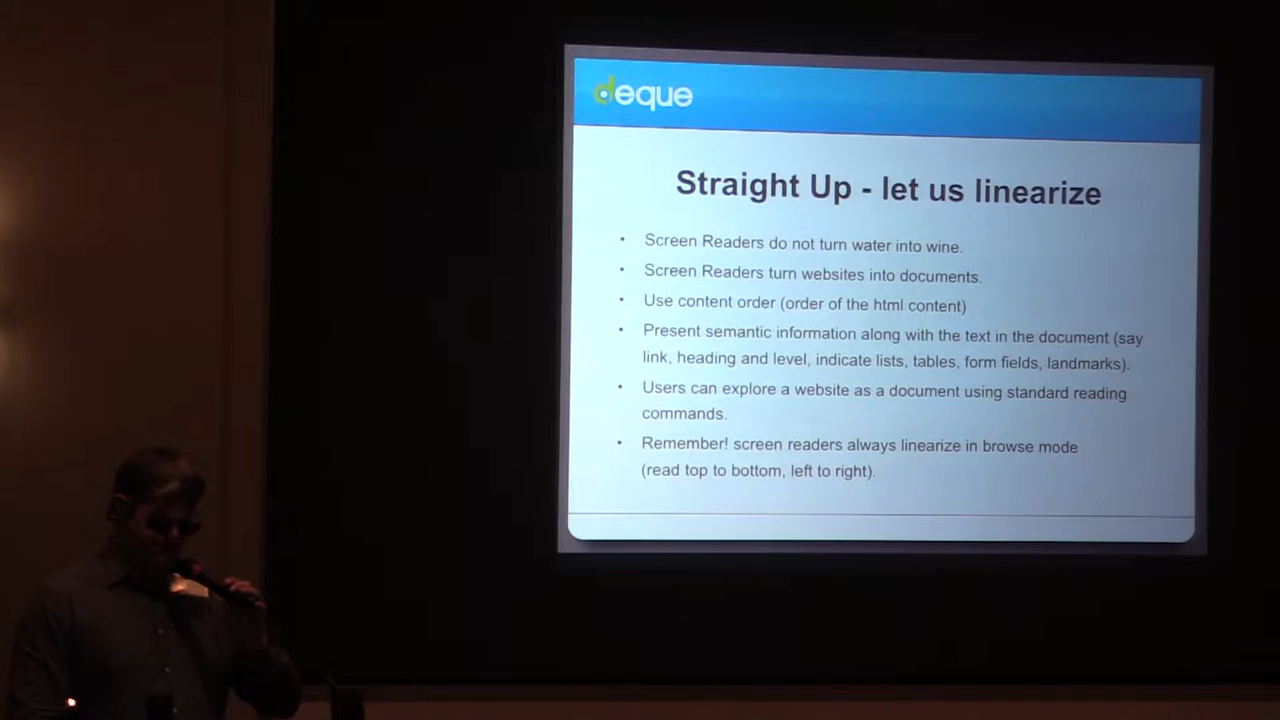 deque
Straight Up - let us linearize
• Screen Readers do not turn water into wine.
• Screen Readers turn websites into documents.
• Use content order (order of the html content)
• Present semantic information along with the text in the document (say
link, heading and level, indicate lists, tables, form fields, landmarks).
• Users can explore a website as a document using standard reading
commands.
• Remember! screen readers always linearize in browse mode
(read top to bottom, left to right).